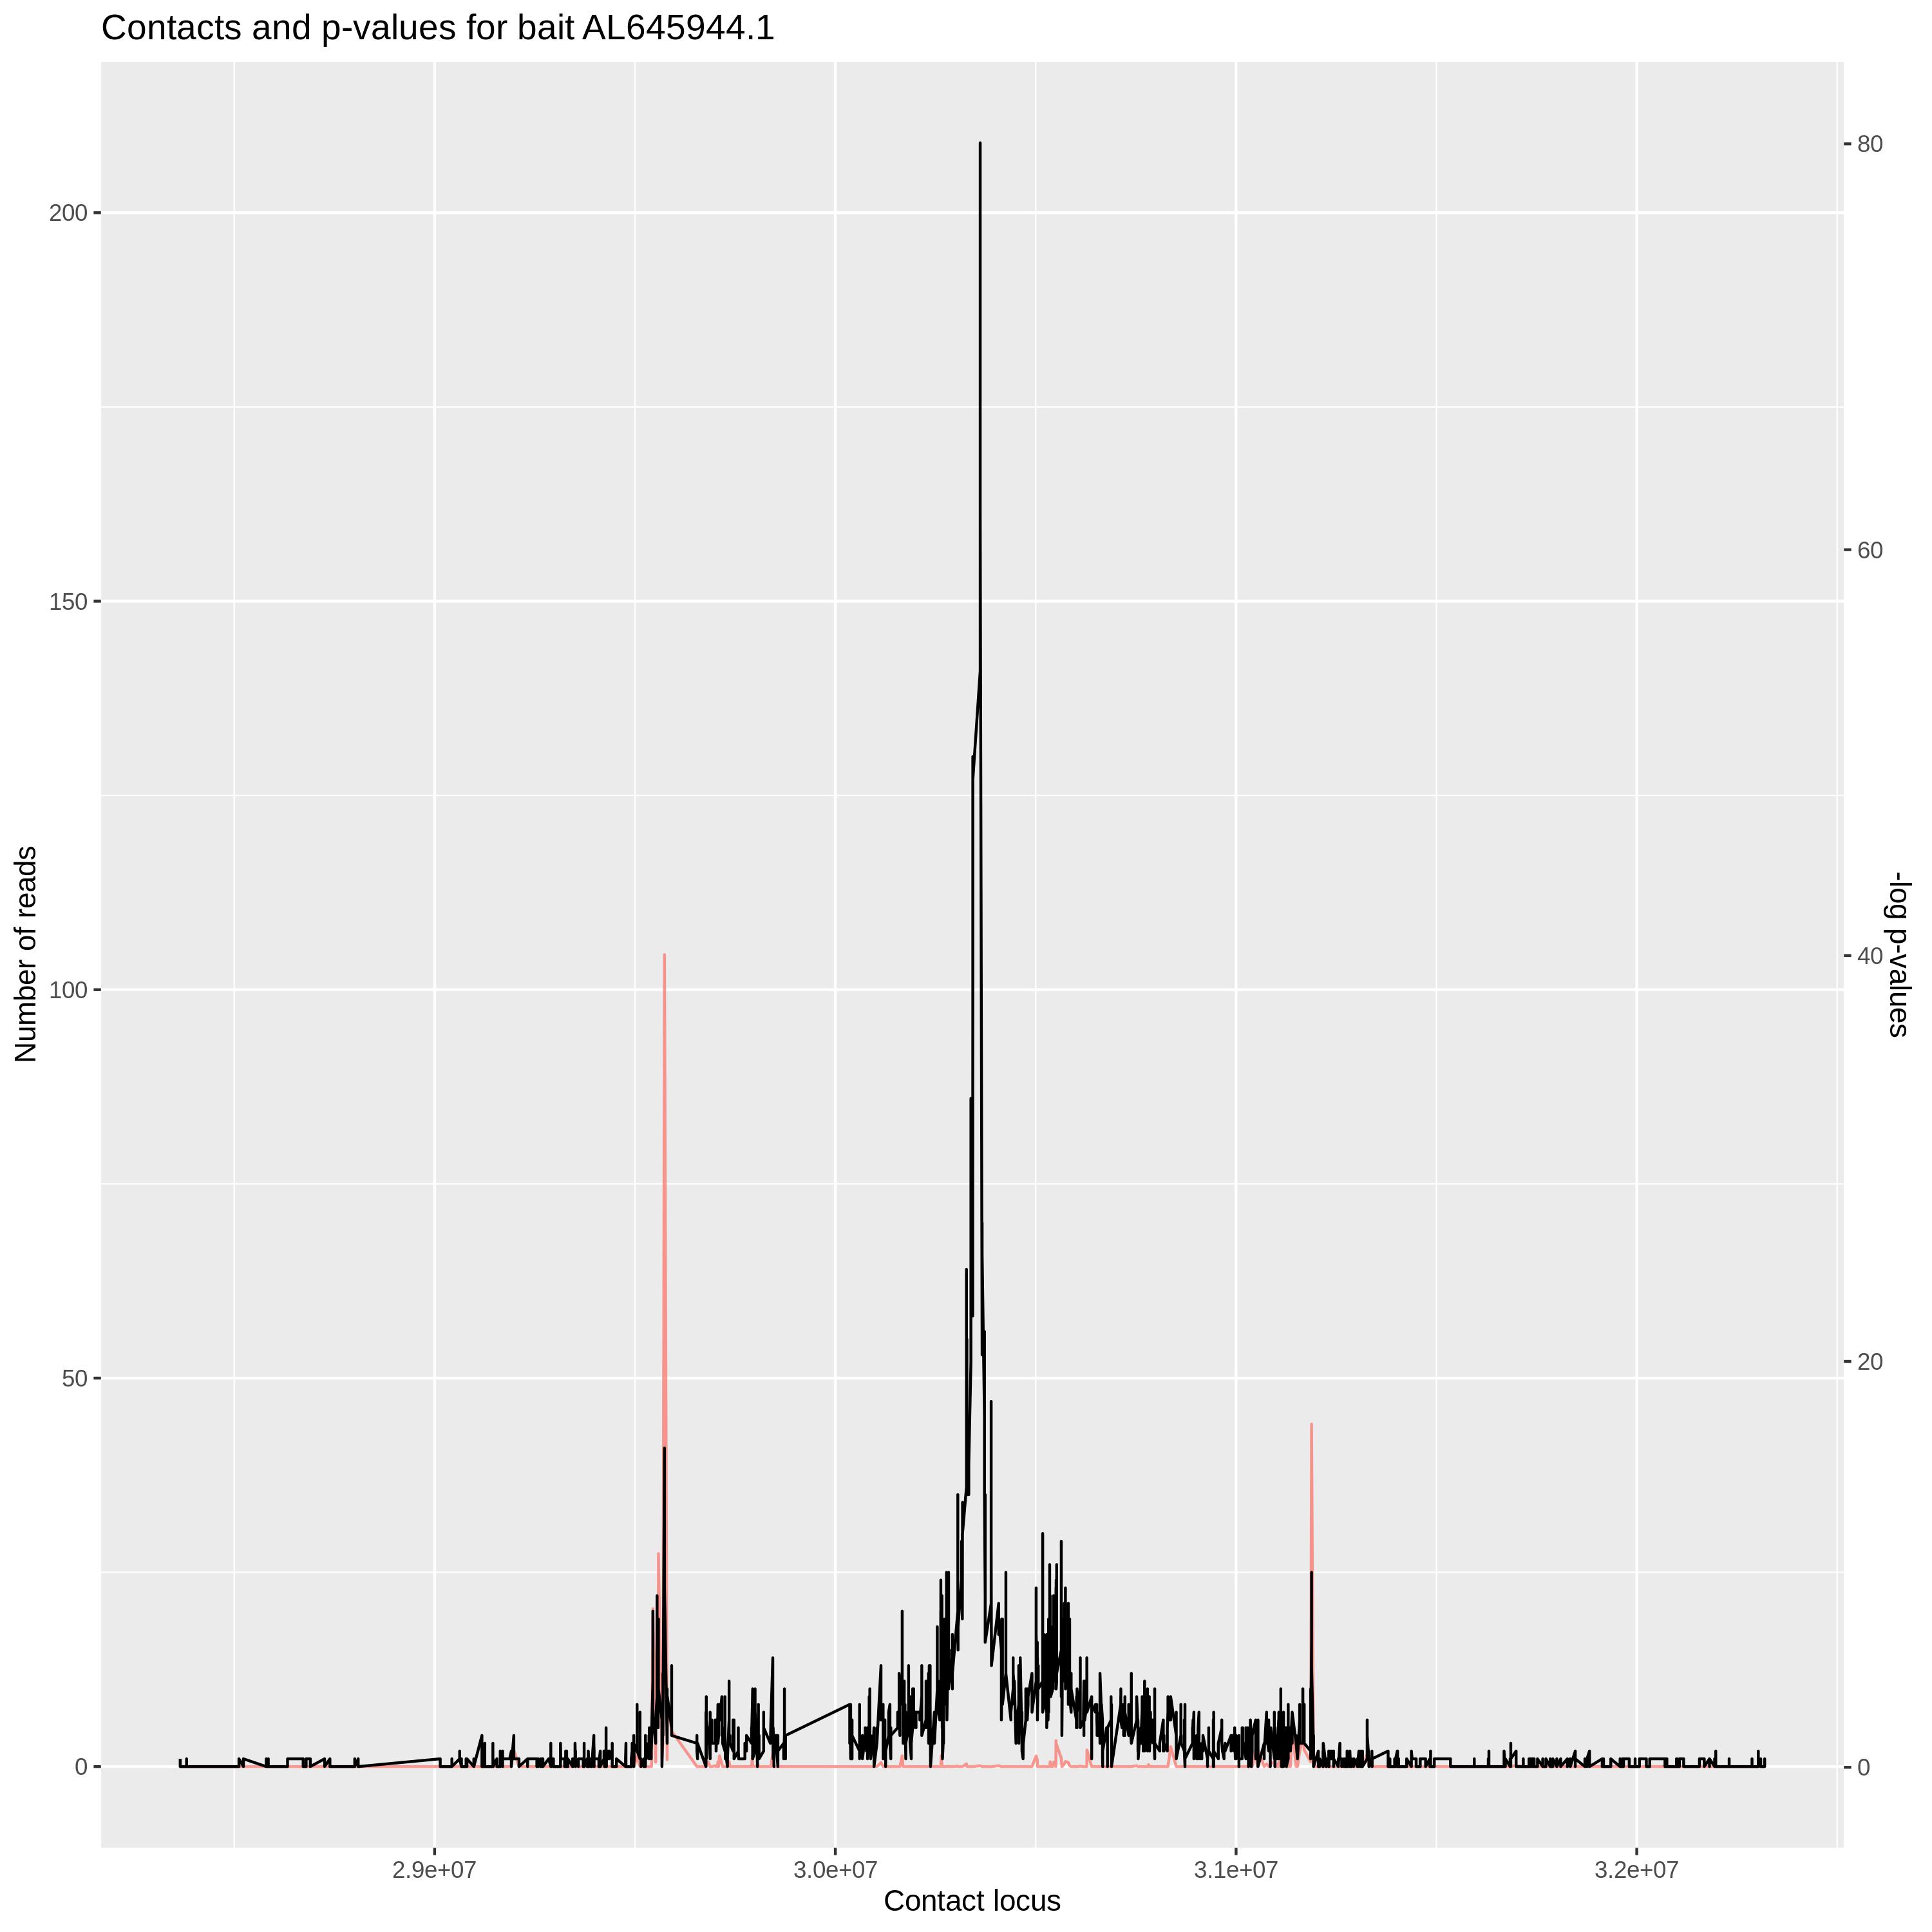 Contacts and p-values for bait AL645944.1
Number of reads
200
150
100
50
0
80
60
40
20
0
-log p-values
2.9e+07
3.0e+07
3.1e+07
3.2e+07
Contact locus